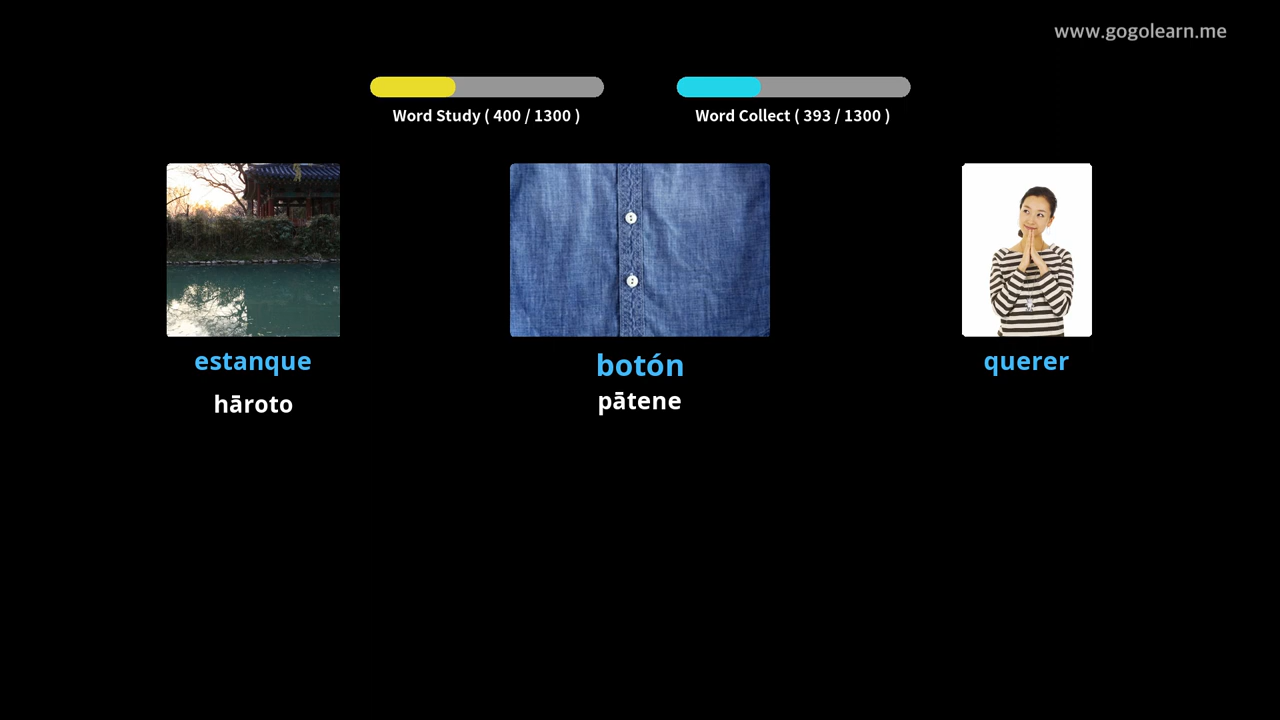 www.gogolearn.me
Word Study ( 400 / 1300 )
Word Collect ( 393 / 1300 )
estanque
hāroto
botón
pātene
querer